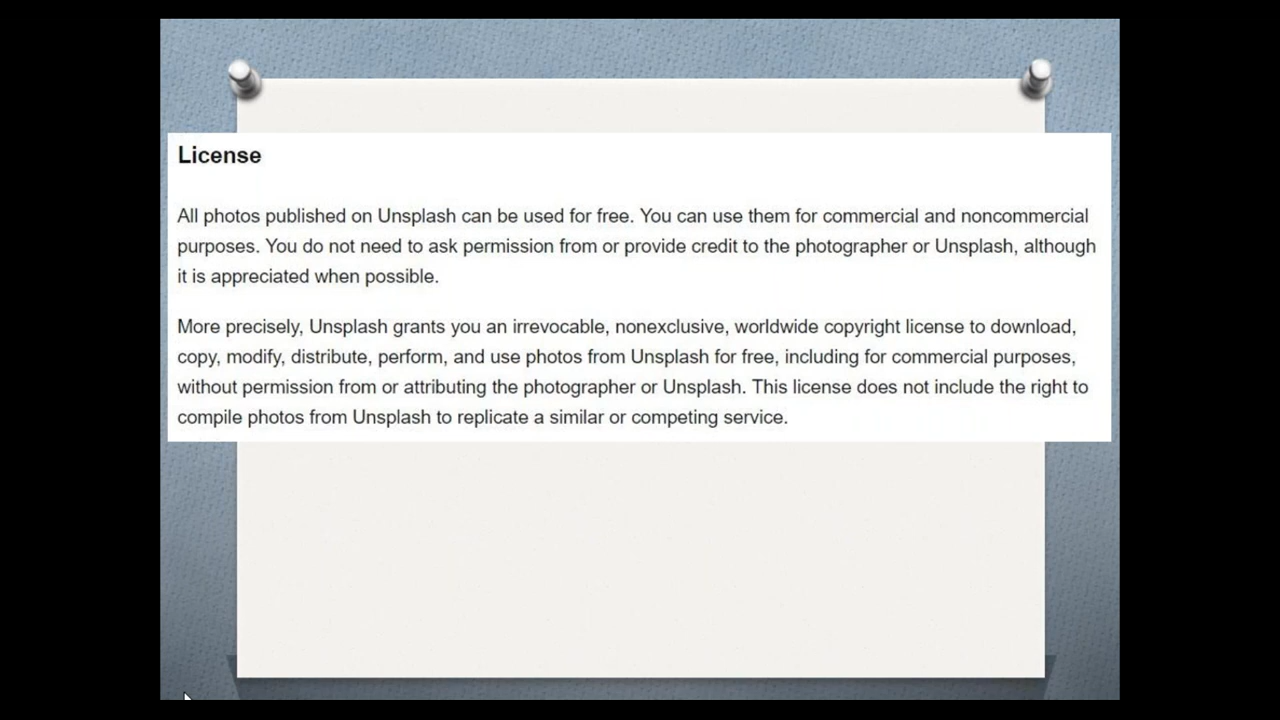 License
All photos published on Unsplash can be used for free. You can use them for commercial and noncommercial
purposes. You do not need to ask permission from or provide credit to the photographer or Unsplash, although
it is appreciated when possible.
More precisely, Unsplash grants you an irrevocable, nonexclusive, worldwide copyright license to download,
copy, modify, distribute, perform, and use photos from Unsplash for free, including for commercial purposes,
without permission from or attributing the photographer or Unsplash. This license does not include the right to
compile photos from Unsplash to replicate a similar or competing service.